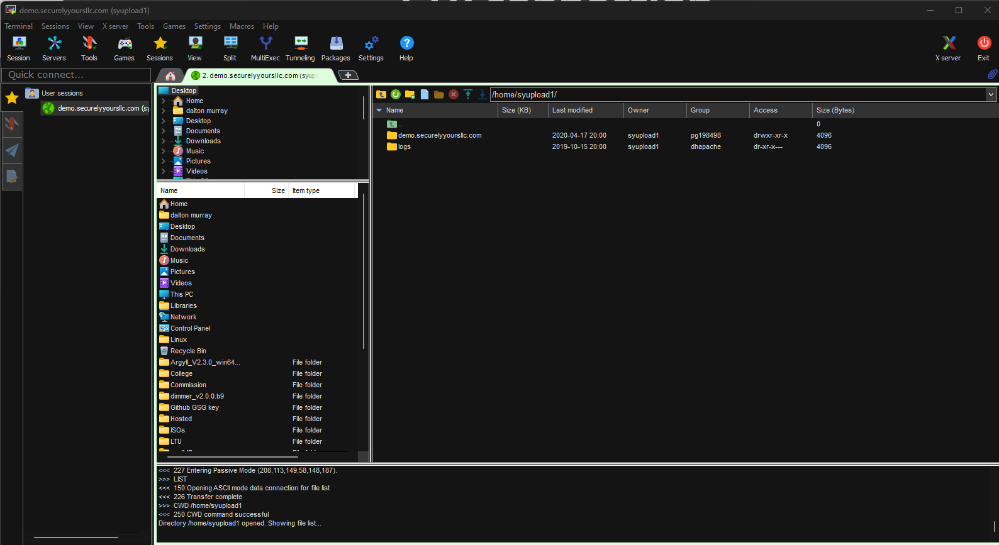 demo.securelyyoursllc.com (syupload1)
Terminal Sessions View X server Tools Games Settings Macros Help
Session Servers Tools Games Sessions View Split MultiExec Tunneling Packages Settings Help X server Exit
Quick connect...
2. demo.securelyyoursllc.com (syupl
User sessions
demo.securelyyoursllc.com (sy
Desktop
Home
dalton murray
Desktop
Documents
Downloads
Music
Pictures
Videos
Name Size Item type
Home
dalton murray
Desktop
Documents
Downloads
Music
Pictures
Videos
This PC
Libraries
Network
Control Panel
Linux
Recycle Bin
Argyll_V2.3.0_win64... File folder
College File folder
Commission File folder
dimmer_v2.0.0.b9 File folder
Github GSG key File folder
Hosted File folder
ISOs File folder
LTU File folder
/home/syupload1/
Name Size (KB) Last modified Owner Group Access Size (Bytes)
.. 0
demo.securelyyoursllc.com 2020-04-17 20:00 syupload1 pg198498 drwxr-xr-x 4096
logs 2019-10-15 20:00 syupload1 dhapache dr-xr-x--- 4096
<<< 227 Entering Passive Mode (208,113,149,58,148,187).
>>> LIST
<<< 150 Opening ASCII mode data connection for file list
<<< 226 Transfer complete
>>> CWD /home/syupload1
<<< 250 CWD command successful
Directory /home/syupload1 opened. Showing file list...